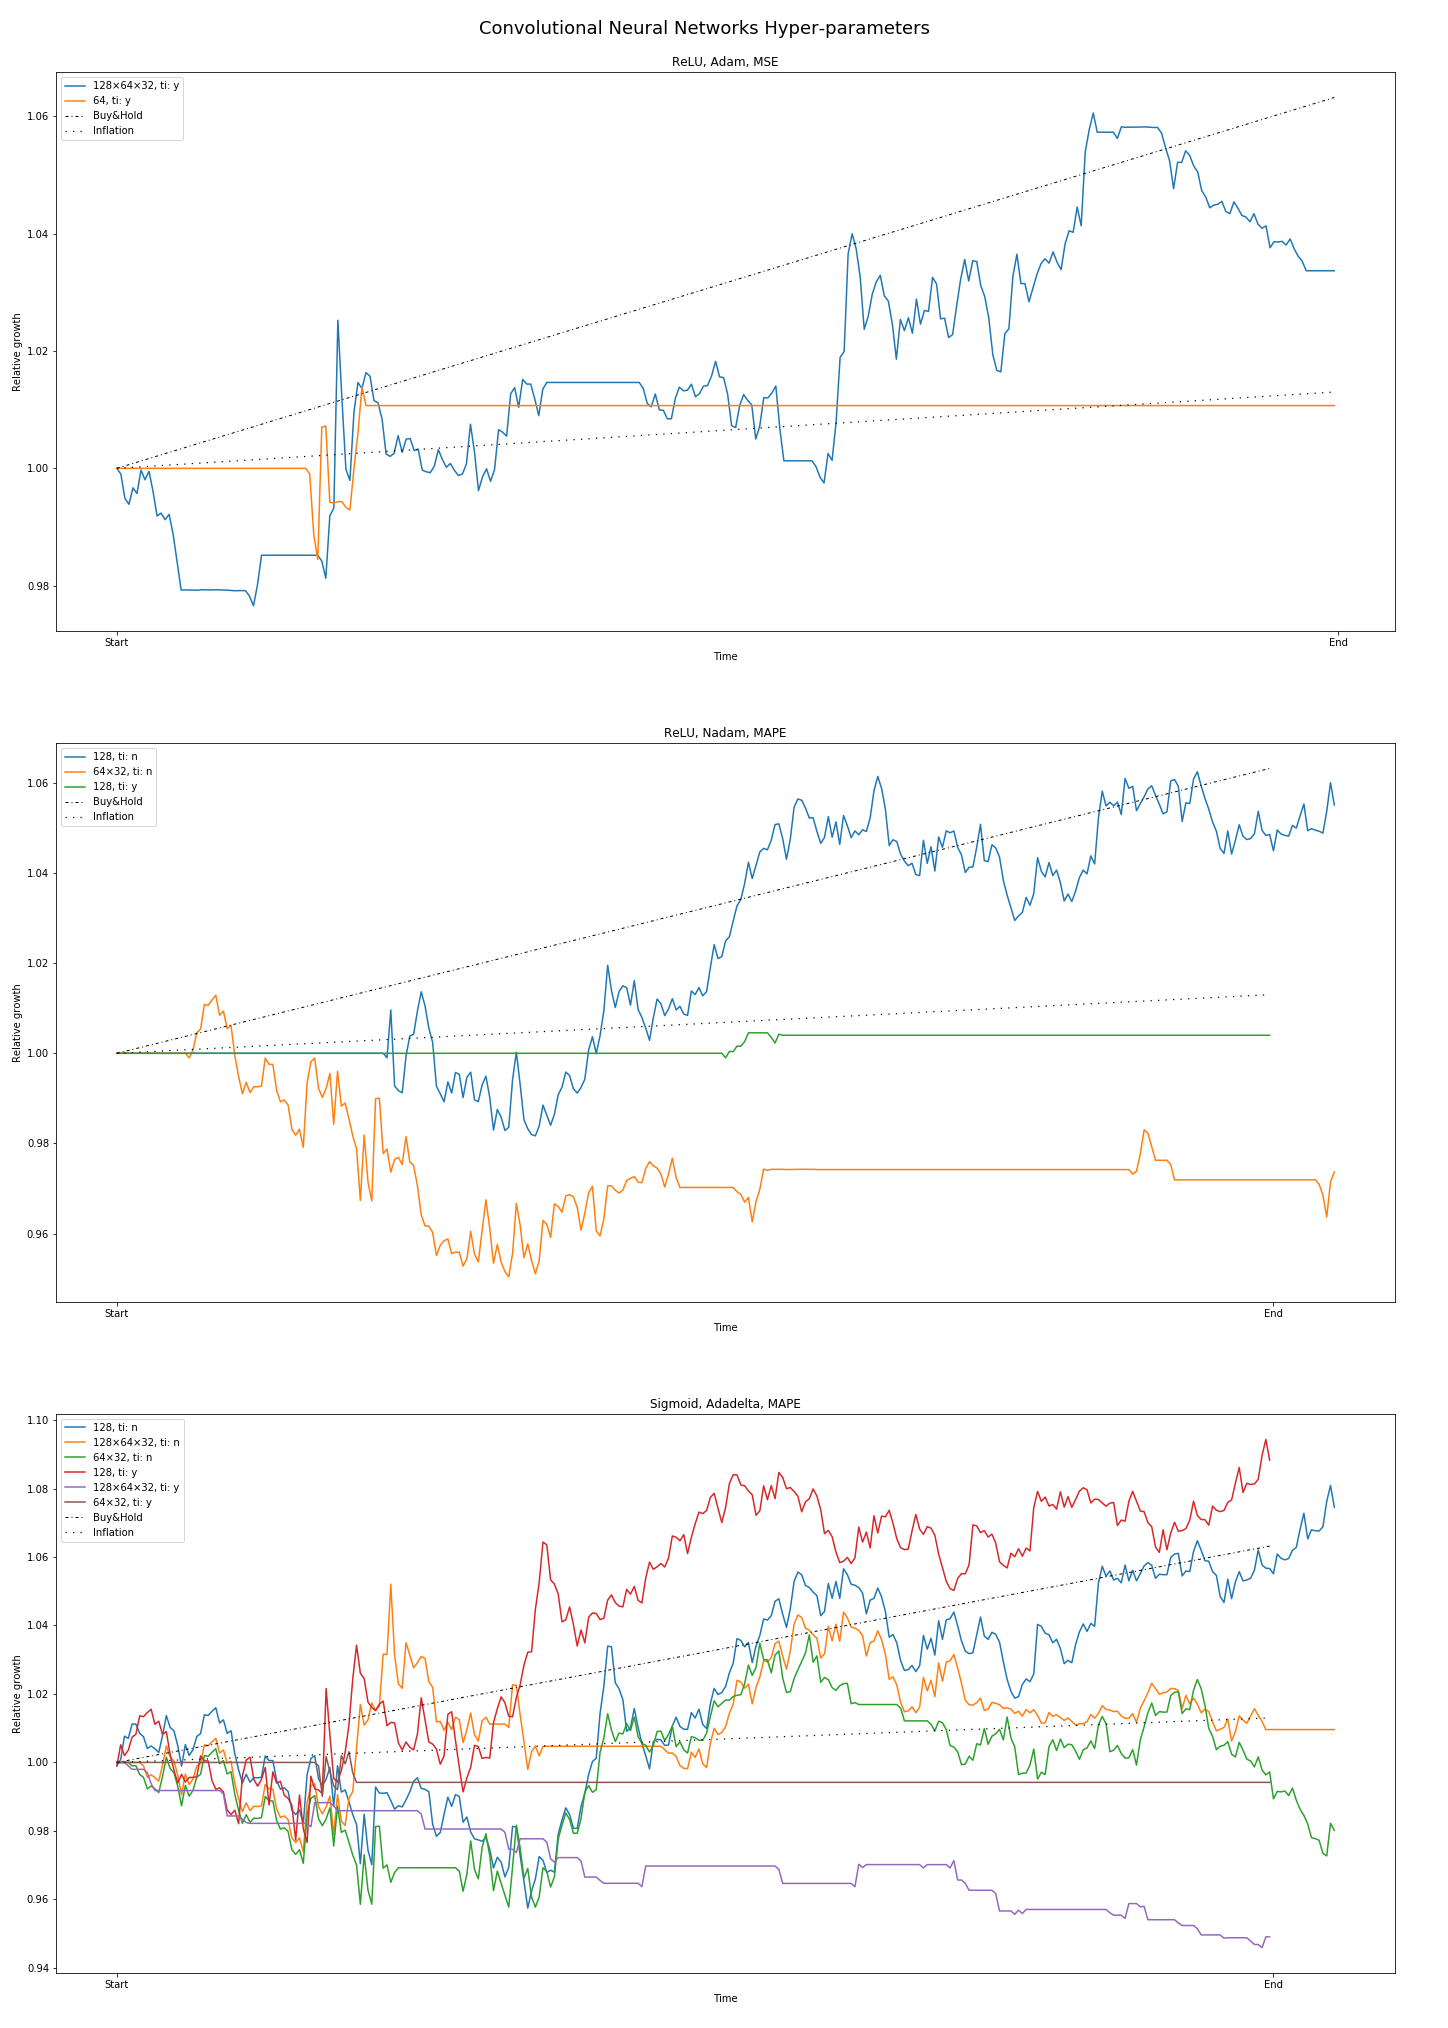 Convolutional Neural Networks Hyper-parameters
ReLU, Adam, MSE
128×64×32, ti: y
64, ti: y
Buy&Hold
Inflation
1.06
1.04
1.02
1.00
0.98
Relative growth
Start
End
Time
ReLU, Nadam, MAPE
128, ti: n
64×32, ti: n
128, ti: y
Buy&Hold
Inflation
1.06
1.04
1.02
1.00
0.98
0.96
Relative growth
Start
End
Time
Sigmoid, Adadelta, MAPE
128, ti: n
128×64×32, ti: n
64×32, ti: n
128, ti: y
128×64×32, ti: y
64×32, ti: y
Buy&Hold
Inflation
1.10
1.08
1.06
1.04
1.02
1.00
0.98
0.96
0.94
Relative growth
Start
End
Time